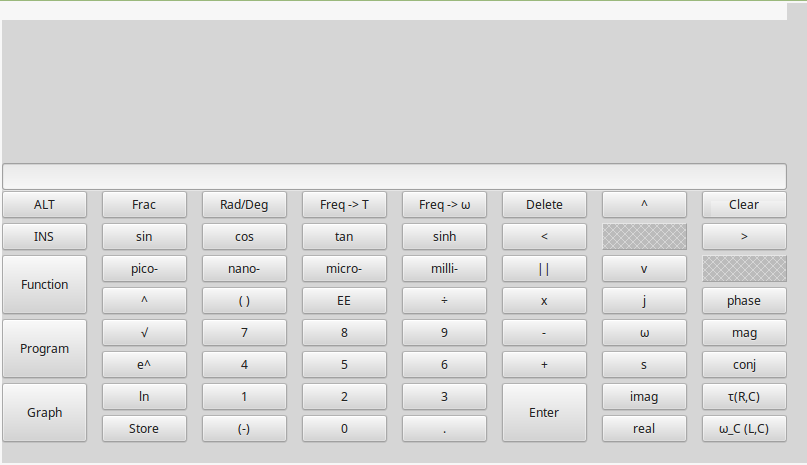 ALT Frac Rad/Deg Freq -> T Freq -> ω Delete ^ Clear
INS sin cos tan sinh < >
Function pico- nano- micro- milli- || v
^ ( ) EE ÷ x j phase
Program √ 7 8 9 - ω mag
e^ 4 5 6 + s conj
Graph ln 1 2 3 Enter imag τ(R,C)
Store (-) 0 . real ω_C (L,C)